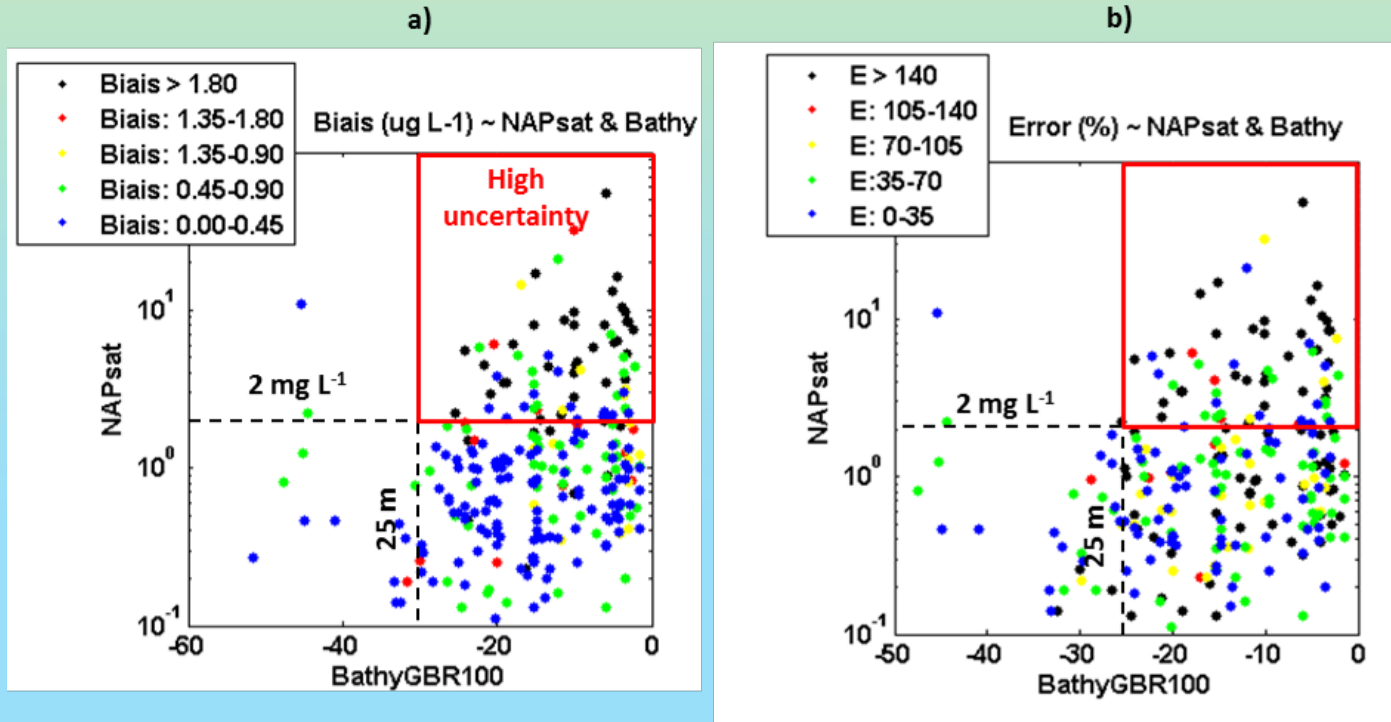 a)
Biais > 1.80
Biais: 1.35-1.80
Biais: 1.35-0.90
Biais: 0.45-0.90
Biais: 0.00-0.45
Biais (ug L-1) ~ NAPsat & Bathy
High
uncertainty
10¹
10⁰
10⁻¹
NAPsat
2 mg L⁻¹
25 m
-60
-40
-20
0
BathyGBR100
b)
E > 140
E: 105-140
E: 70-105
E:35-70
E: 0-35
Error (%) ~ NAPsat & Bathy
10¹
10⁰
10⁻¹
NAPsat
2 mg L⁻¹
25 m
-50
-40
-30
-20
-10
0
BathyGBR100